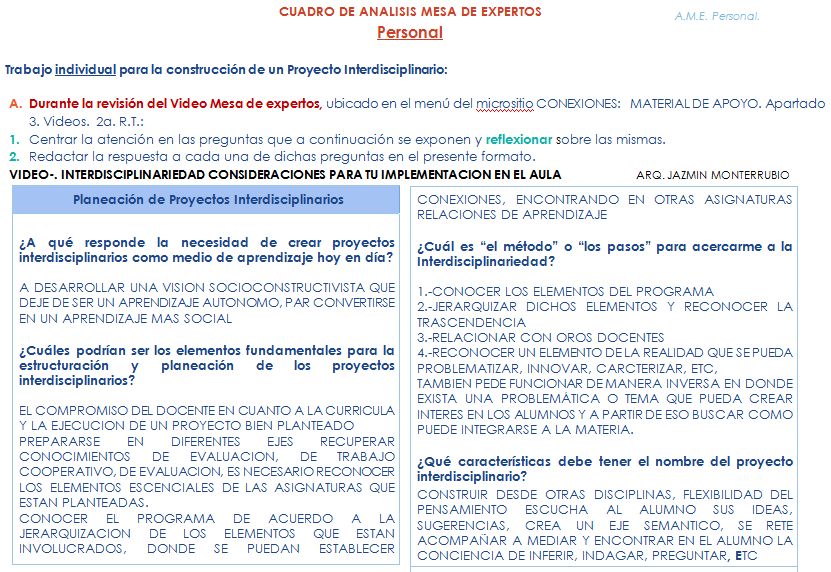 CUADRO DE ANALISIS MESA DE EXPERTOS
A.M.E. Personal.
Personal
Trabajo individual para la construcción de un Proyecto Interdisciplinario:
A. Durante la revisión del Video Mesa de expertos, ubicado en el menú del micrositio CONEXIONES: MATERIAL DE APOYO. Apartado
3. Videos. 2a. R.T.:
1. Centrar la atención en las preguntas que a continuación se exponen y reflexionar sobre las mismas.
2. Redactar la respuesta a cada una de dichas preguntas en el presente formato.
VIDEO-. INTERDISCIPLINARIEDAD CONSIDERACIONES PARA TU IMPLEMENTACION EN EL AULA ARQ. JAZMIN MONTERRUBIO
Planeación de Proyectos Interdisciplinarios
¿A qué responde la necesidad de crear proyectos
interdisciplinarios como medio de aprendizaje hoy en día?
A DESARROLLAR UNA VISION SOCIOCONSTRUCTIVISTA QUE
DEJE DE SER UN APRENDIZAJE AUTONOMO, PAR CONVERTIRSE
EN UN APRENDIZAJE MAS SOCIAL
¿Cuáles podrían ser los elementos fundamentales para la
estructuración y planeación de los proyectos
interdisciplinarios?
EL COMPROMISO DEL DOCENTE EN CUANTO A LA CURRICULA
Y LA EJECUCION DE UN PROYECTO BIEN PLANTEADO
PREPARARSE EN DIFERENTES EJES RECUPERAR
CONOCIMIENTOS DE EVALUACION, DE TRABAJO
COOPERATIVO, DE EVALUACION, ES NECESARIO RECONOCER
LOS ELEMENTOS ESCENCIALES DE LAS ASIGNATURAS QUE
ESTAN PLANTEADAS.
CONOCER EL PROGRAMA DE ACUERDO A LA
JERARQUIZACION DE LOS ELEMENTOS QUE ESTAN
INVOLUCRADOS, DONDE SE PUEDAN ESTABLECER
CONEXIONES, ENCONTRANDO EN OTRAS ASIGNATURAS
RELACIONES DE APRENDIZAJE
¿Cuál es “el método” o “los pasos” para acercarme a la
Interdisciplinariedad?
1.-CONOCER LOS ELEMENTOS DEL PROGRAMA
2.-JERARQUIZAR DICHOS ELEMENTOS Y RECONOCER LA
TRASCENDENCIA
3.-RELACIONAR CON OROS DOCENTES
4.-RECONOCER UN ELEMENTO DE LA REALIDAD QUE SE PUEDA
PROBLEMATIZAR, INNOVAR, CARCTERIZAR, ETC,
TAMBIEN PEDE FUNCIONAR DE MANERA INVERSA EN DONDE
EXISTA UNA PROBLEMÀTICA O TEMA QUE PUEDA CREAR
INTERES EN LOS ALUMNOS Y A PARTIR DE ESO BUSCAR COMO
PUEDE INTEGRARSE A LA MATERIA.
¿Qué características debe tener el nombre del proyecto
interdisciplinario?
CONSTRUIR DESDE OTRAS DISCIPLINAS, FLEXIBILIDAD DEL
PENSAMIENTO ESCUCHA AL ALUMNO SUS IDEAS,
SUGERENCIAS, CREA UN EJE SEMANTICO, SE RETE
ACOMPAÑAR A MEDIAR Y ENCONTRAR EN EL ALUMNO LA
CONCIENCIA DE INFERIR, INDAGAR, PREGUNTAR, ETC